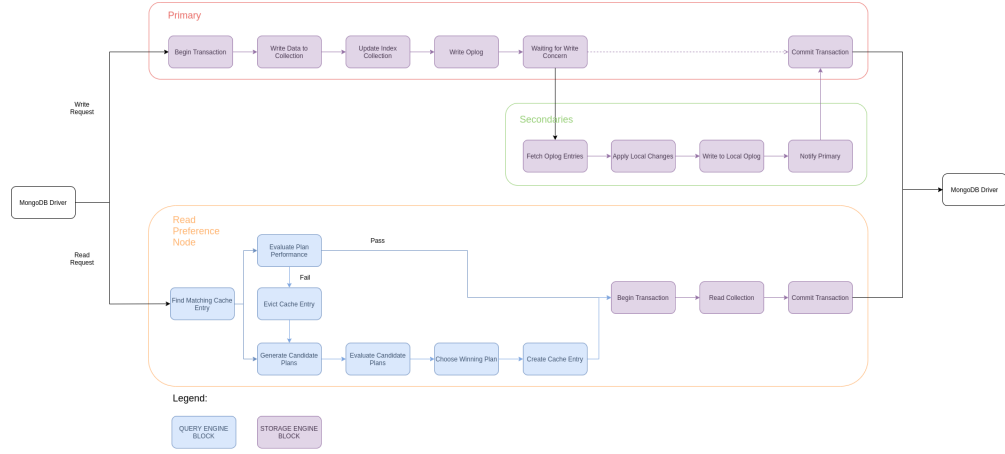 Primary
Begin Transaction
Write Data to
Collection
Update Index
Collection
Write Oplog
Waiting for Write
Concern
Commit Transaction
Write
Request
Secondaries
Fetch Oplog Entries
Apply Local Changes
Write to Local Oplog
Notify Primary
MongoDB Driver
MongoDB Driver
Read
Preference
Node
Read
Request
Evaluate Plan
Performance
Pass
Fail
Find Matching Cache
Entry
Evict Cache Entry
Begin Transaction
Read Collection
Commit Transaction
Generate Candidate
Plans
Evaluate Candidate
Plans
Choose Winning Plan
Create Cache Entry
Legend:
QUERY ENGINE
BLOCK
STORAGE ENGINE
BLOCK